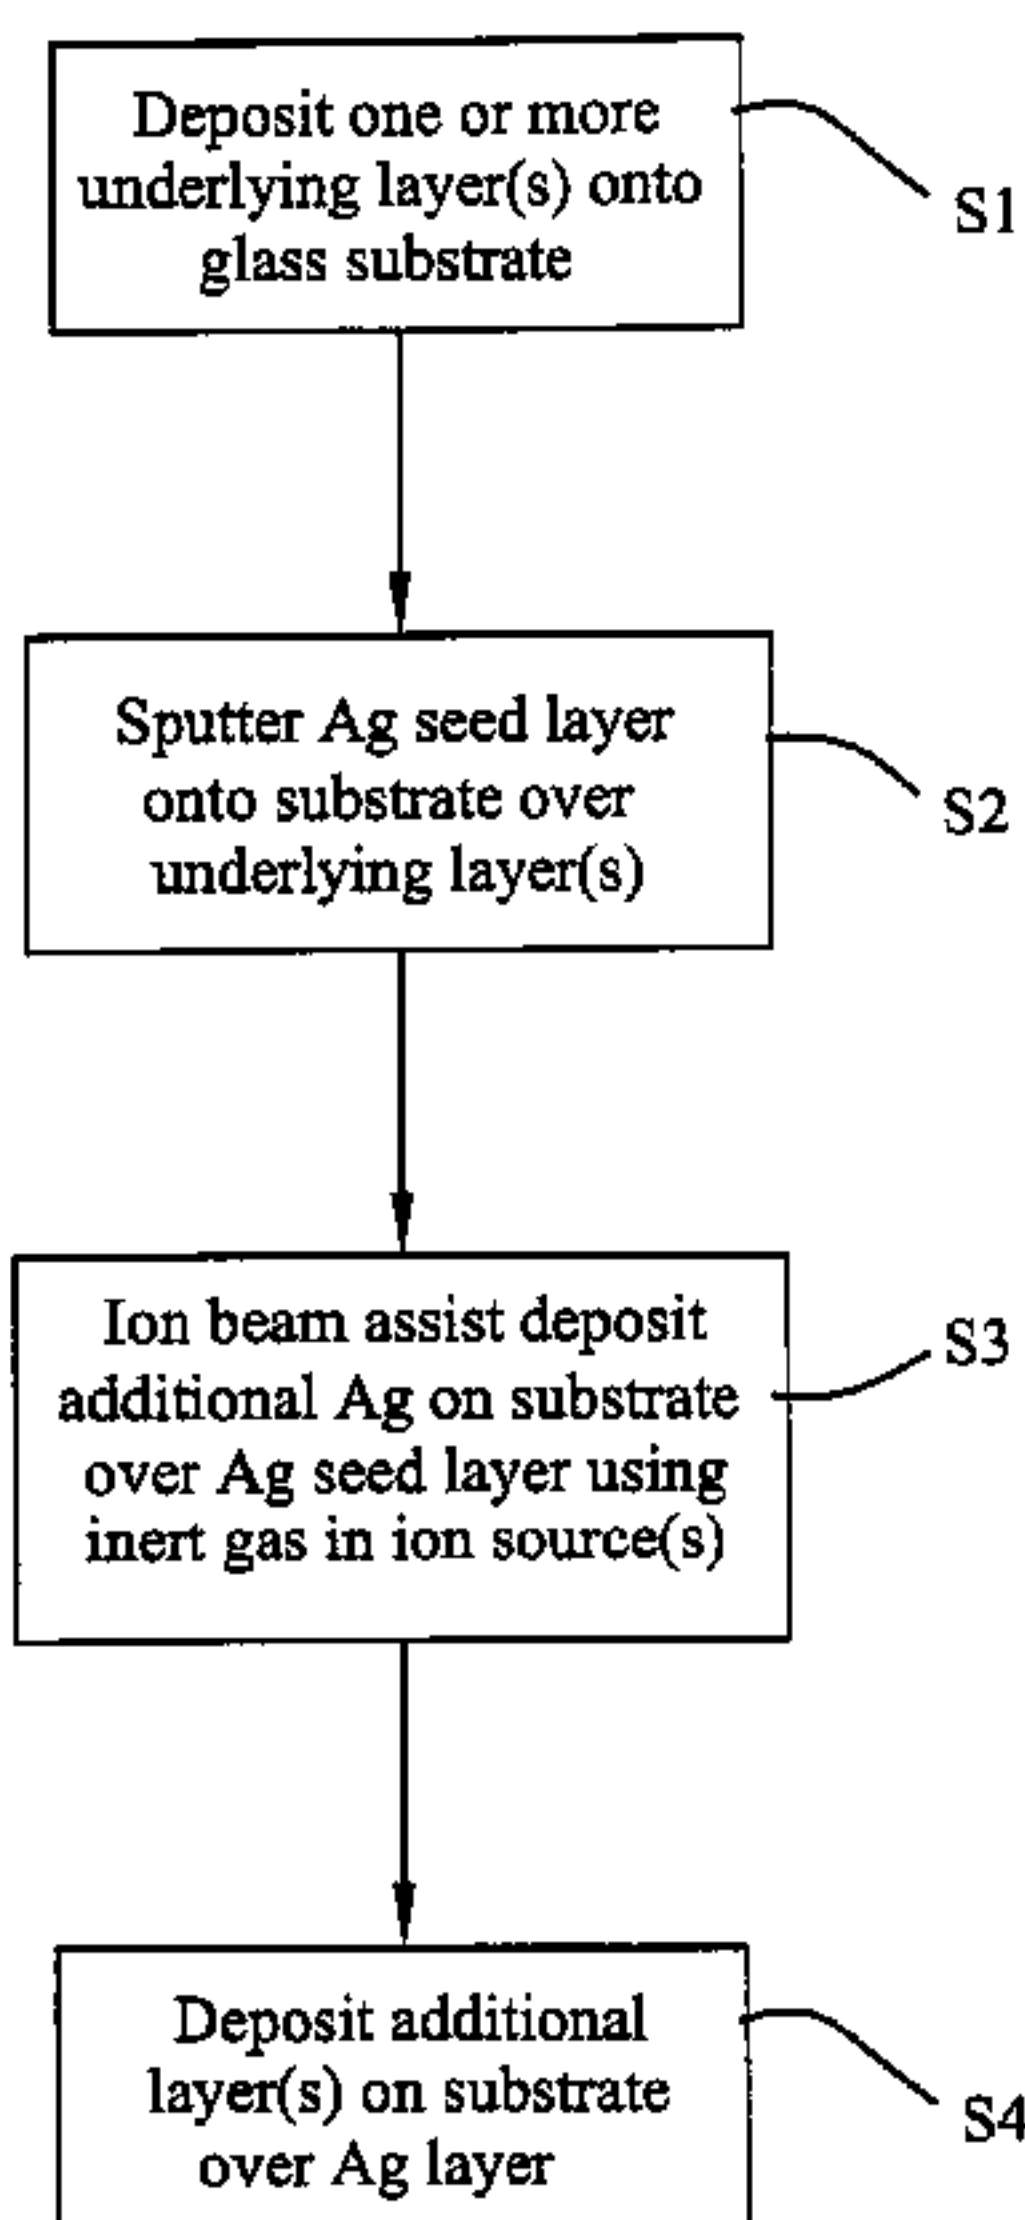 Deposit one or more
underlying layer(s) onto
glass substrate
S1
Sputter Ag seed layer
onto substrate over
underlying layer(s)
S2
Ion beam assist deposit
additional Ag on substrate
over Ag seed layer using
inert gas in ion source(s)
S3
Deposit additional
layer(s) on substrate
over Ag layer
S4